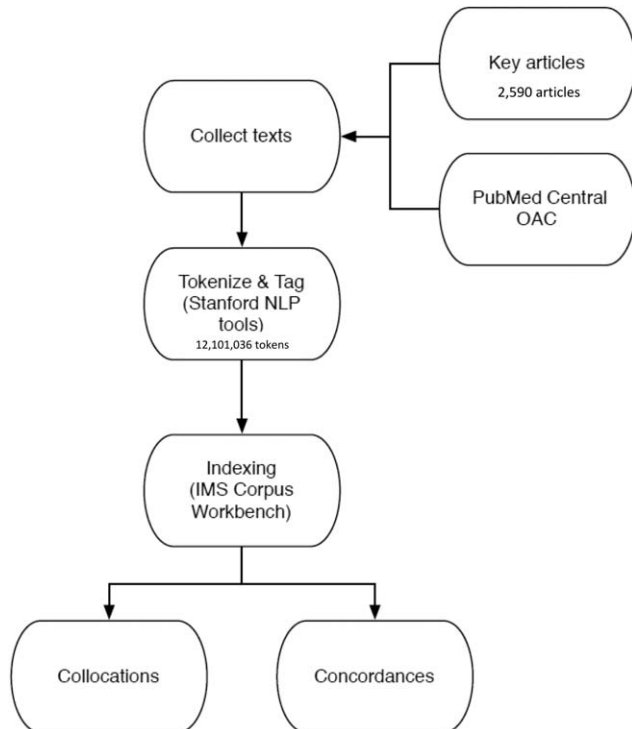 Key articles
2,590 articles
Collect texts
PubMed Central
OAC
Tokenize & Tag
(Stanford NLP
tools)
12,101,036 tokens
Indexing
(IMS Corpus
Workbench)
Collocations
Concordances